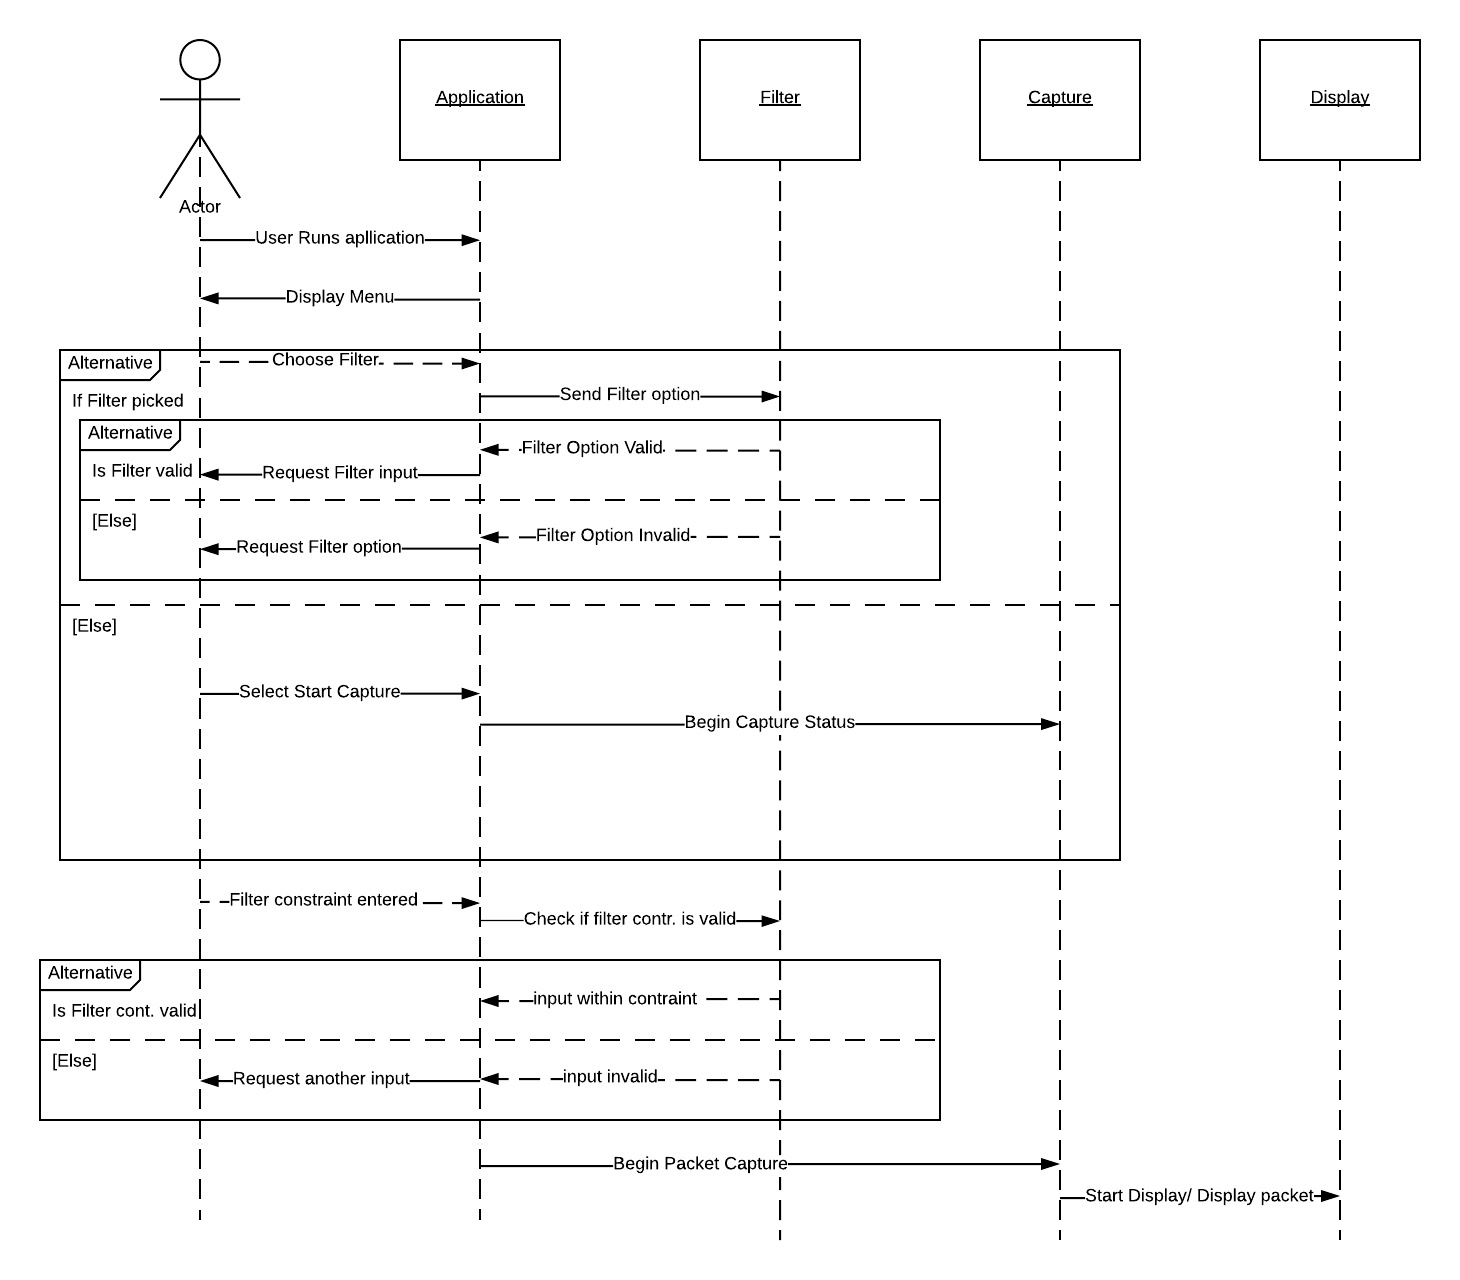 Application
Filter
Capture
Display
Actor
User Runs apllication
Display Menu
Alternative
Choose Filter
If Filter picked
Send Filter option
Alternative
Filter Option Valid
Is Filter valid
Request Filter input
[Else]
Filter Option Invalid
Request Filter option
[Else]
Select Start Capture
Begin Capture Status
Filter constraint entered
Check if filter contr. is valid
Alternative
input within contraint
Is Filter cont. valid
[Else]
Request another input
input invalid
Begin Packet Capture
Start Display/ Display packet